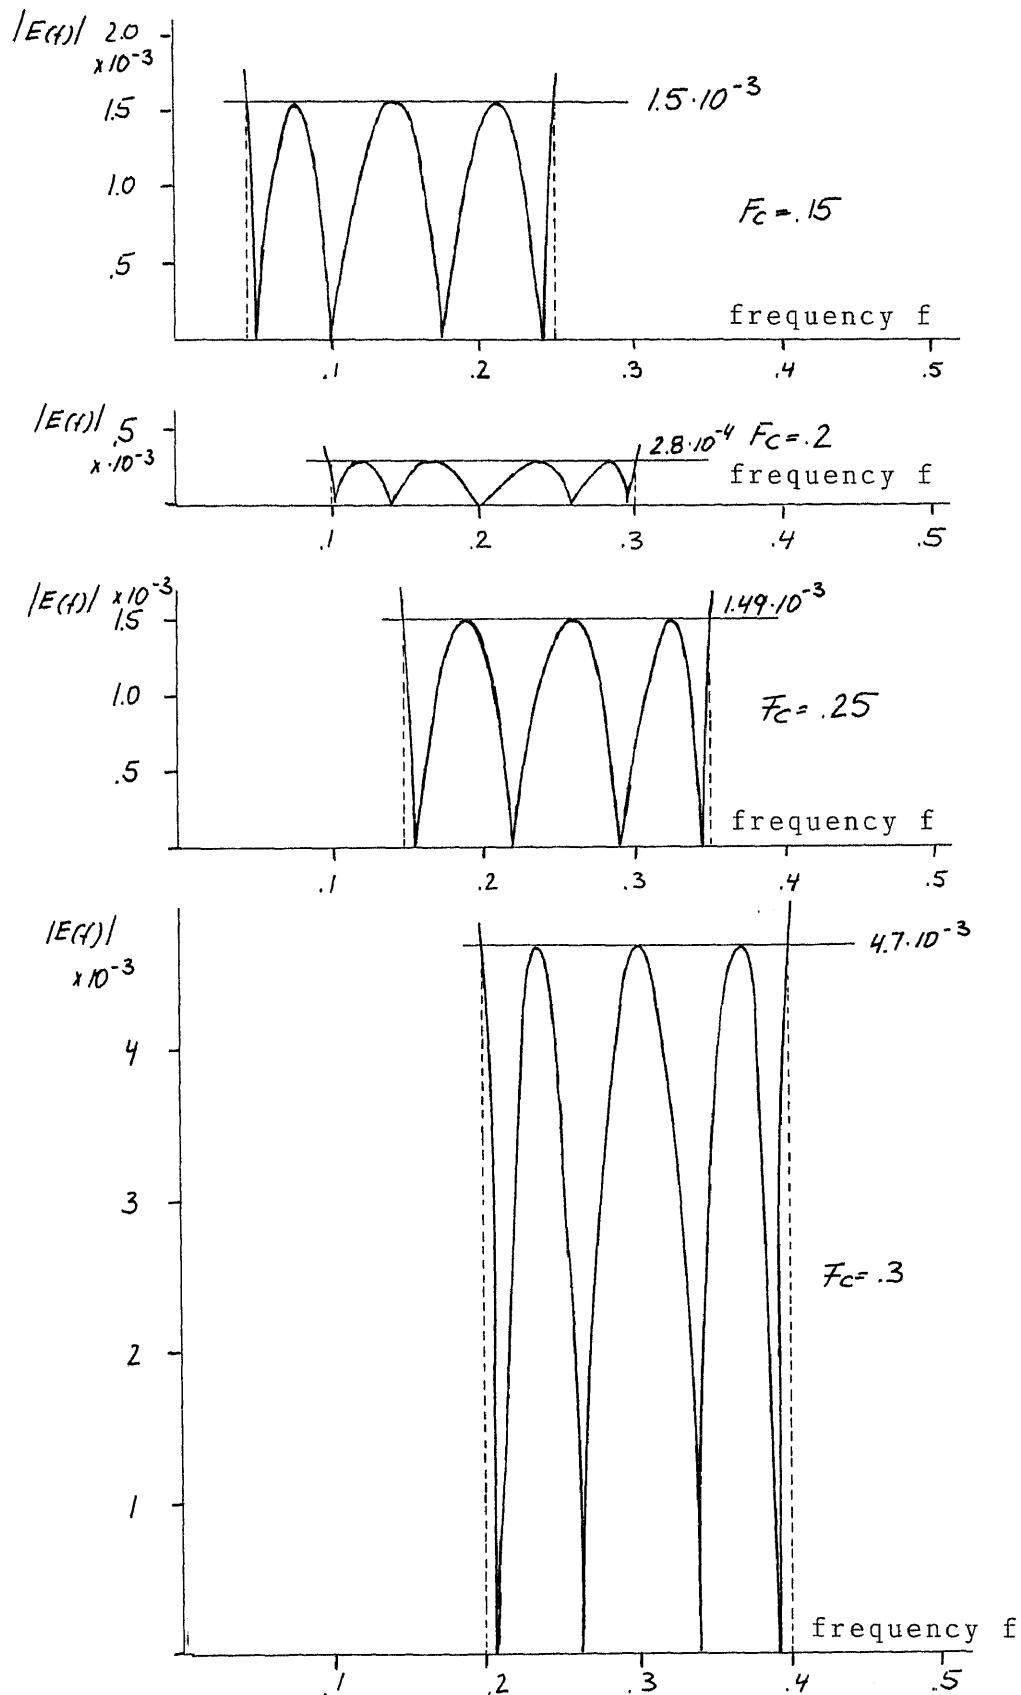 |E(f)| 2.0
x10⁻³
1.5
1.0
.5
1.5·10⁻³
Fc = .15
frequency f
.1 .2 .3 .4 .5
|E(f)| .5
x·10⁻³
2.8·10⁻⁴ Fc = .2
frequency f
.1 .2 .3 .4 .5
|E(f)| x10⁻³
1.5
1.0
.5
1.49·10⁻³
Fc = .25
frequency f
.1 .2 .3 .4 .5
|E(f)|
x10⁻³
4.7·10⁻³
4
3
Fc = .3
2
1
frequency f
.1 .2 .3 .4 .5